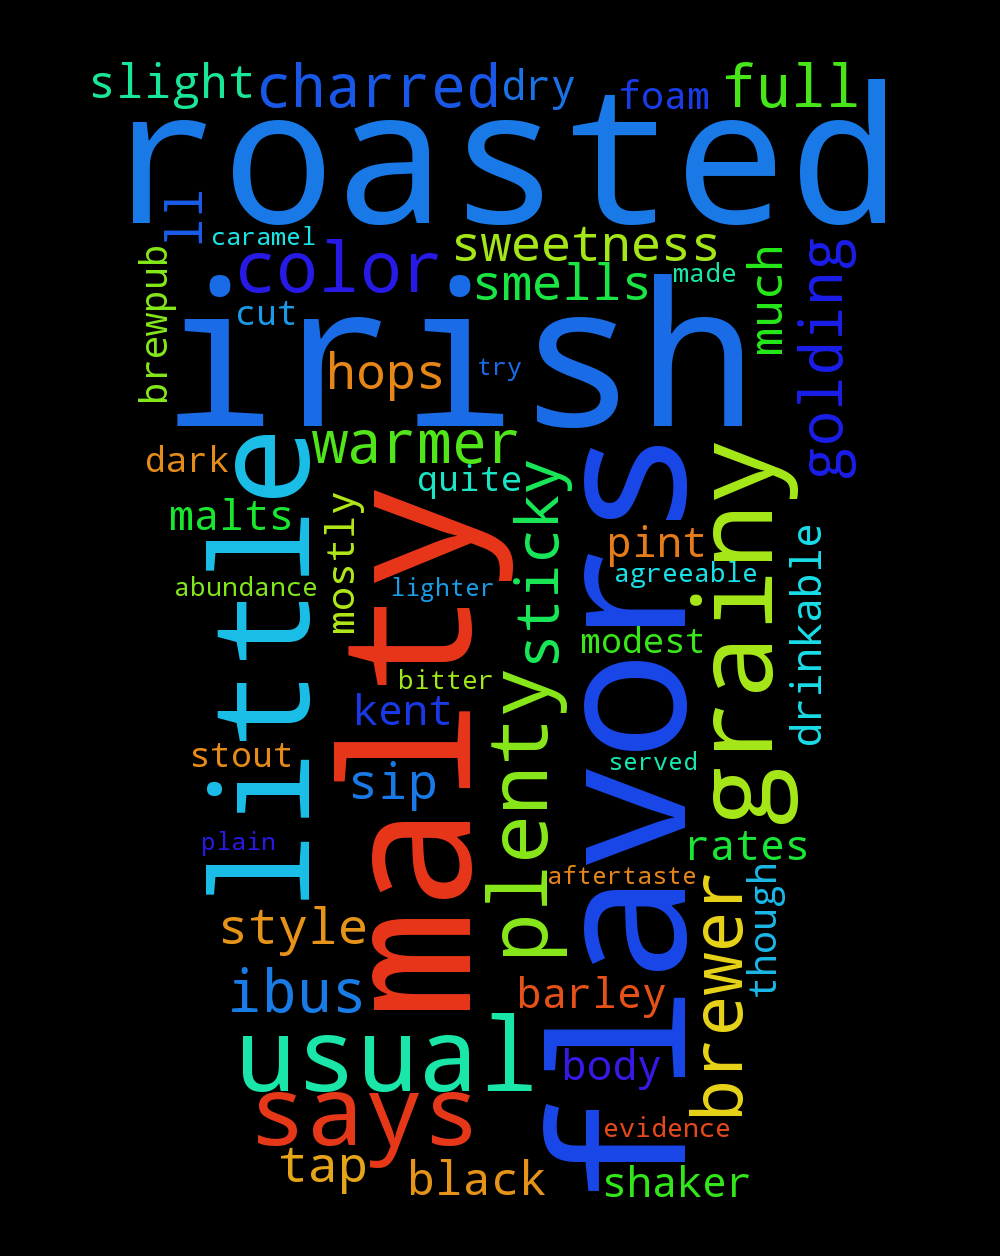 slight
charred
dry
foam
full
roasted
ll
caramel
color
sweetness
smells
made
much
golding
brewpub
cut
irish
hops
try
warmer
dark
little
quite
sticky
flavors
grainy
malts
mostly
malty
pint
agreeable
drinkable
abundance
lighter
modest
bitter
kent
plenty
stout
sip
served
plain
rates
aftertaste
though
brewer
style
ibus
barley
usual
body
says
evidence
tap
black
shaker